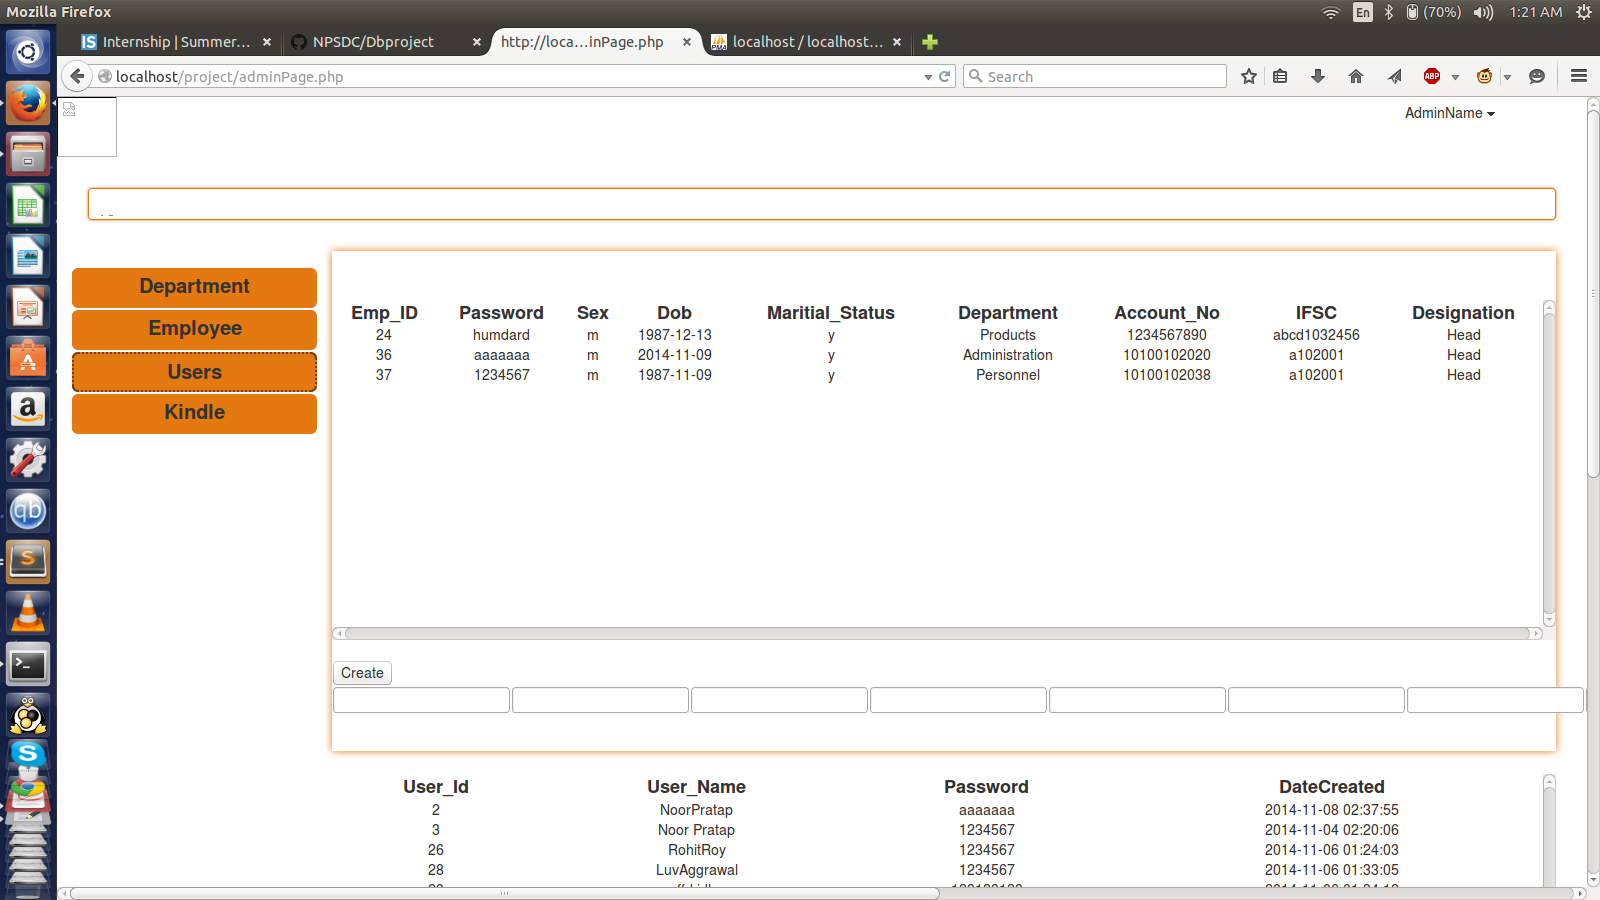 Mozilla Firefox
En
(70%)
1:21 AM
Internship | Summer...
NPSDC/Dbproject
http://loca...inPage.php
localhost / localhost...
localhost/project/adminPage.php
Search
ABP
AdminName
Department
Employee
Users
Kindle
Emp_ID Password Sex Dob Maritial_Status Department Account_No IFSC Designation
24 humdard m 1987-12-13 y Products 1234567890 abcd1032456 Head
36 aaaaaaa m 2014-11-09 y Administration 10100102020 a102001 Head
37 1234567 m 1987-11-09 y Personnel 10100102038 a102001 Head
Create
User_Id User_Name Password DateCreated
2 NoorPratap aaaaaaa 2014-11-08 02:37:55
3 Noor Pratap 1234567 2014-11-04 02:20:06
26 RohitRoy 1234567 2014-11-06 01:24:03
28 LuvAggrawal 1234567 2014-11-06 01:33:05